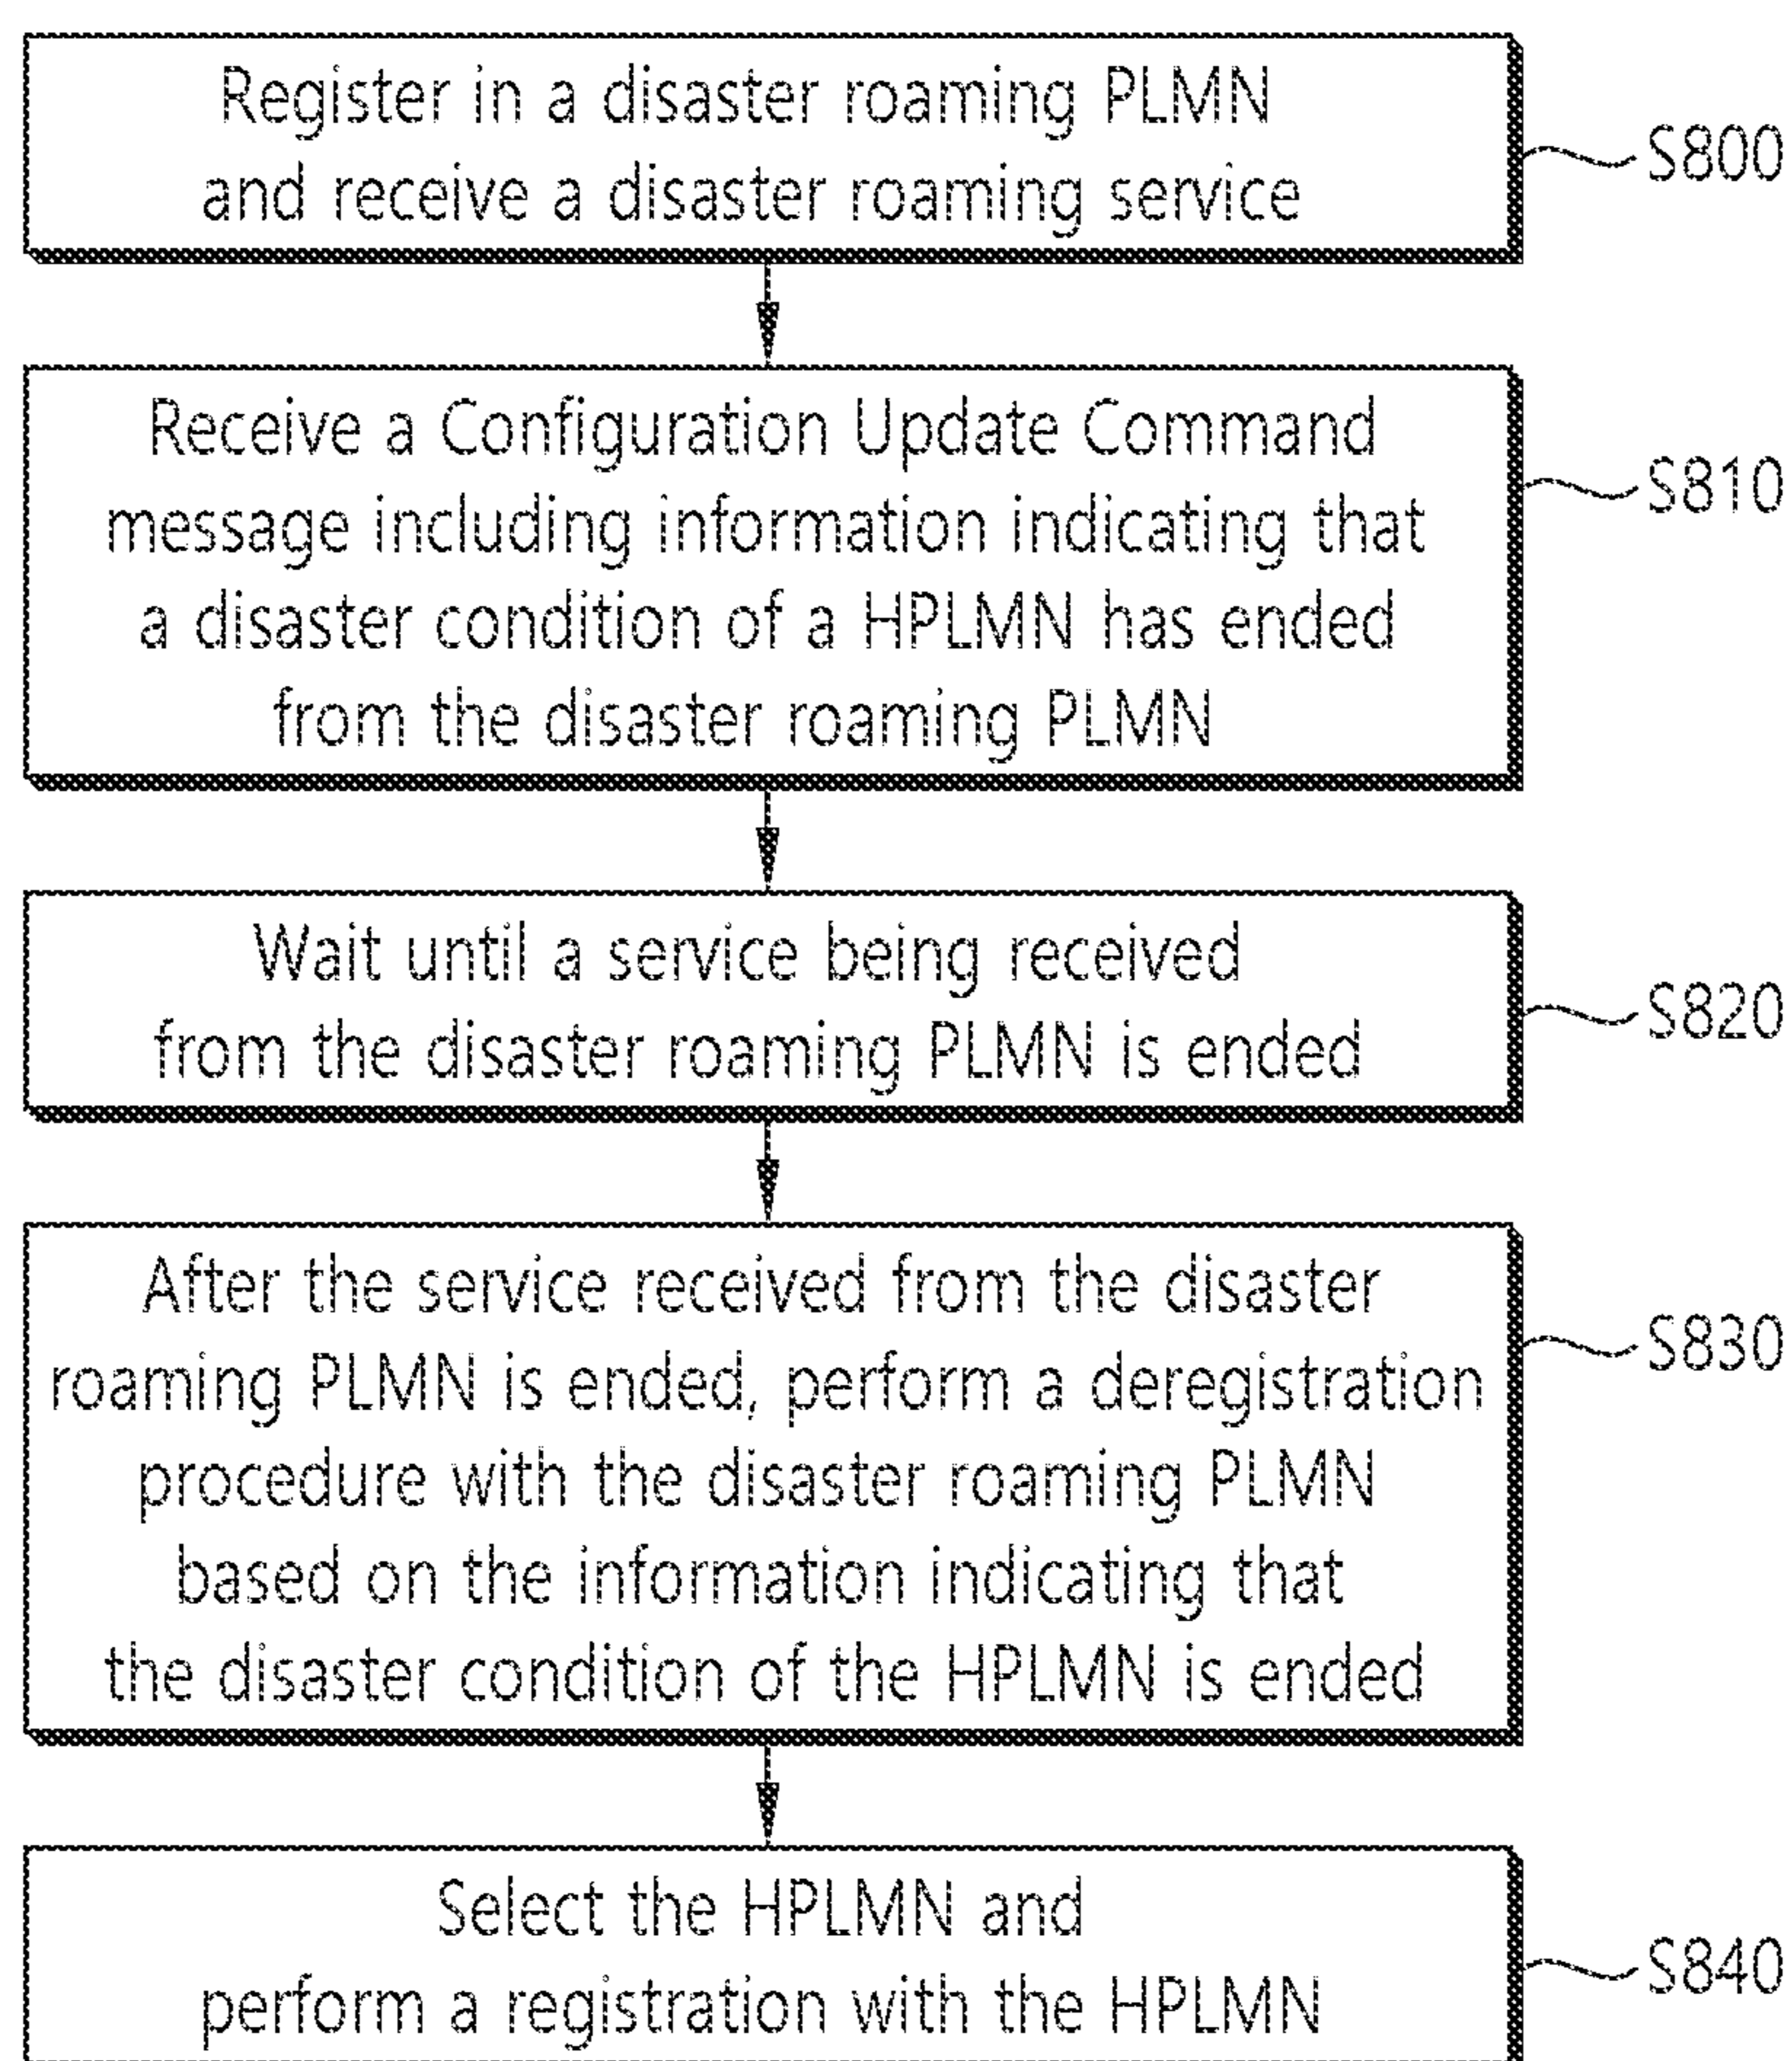 Register in a disaster roaming PLMN
and receive a disaster roaming service
S800
Receive a Configuration Update Command
message including information indicating that
a disaster condition of a HPLMN has ended
from the disaster roaming PLMN
S810
Wait until a service being received
from the disaster roaming PLMN is ended
S820
After the service received from the disaster
roaming PLMN is ended, perform a deregistration
procedure with the disaster roaming PLMN
based on the information indicating that
the disaster condition of the HPLMN is ended
S830
Select the HPLMN and
perform a registration with the HPLMN
S840